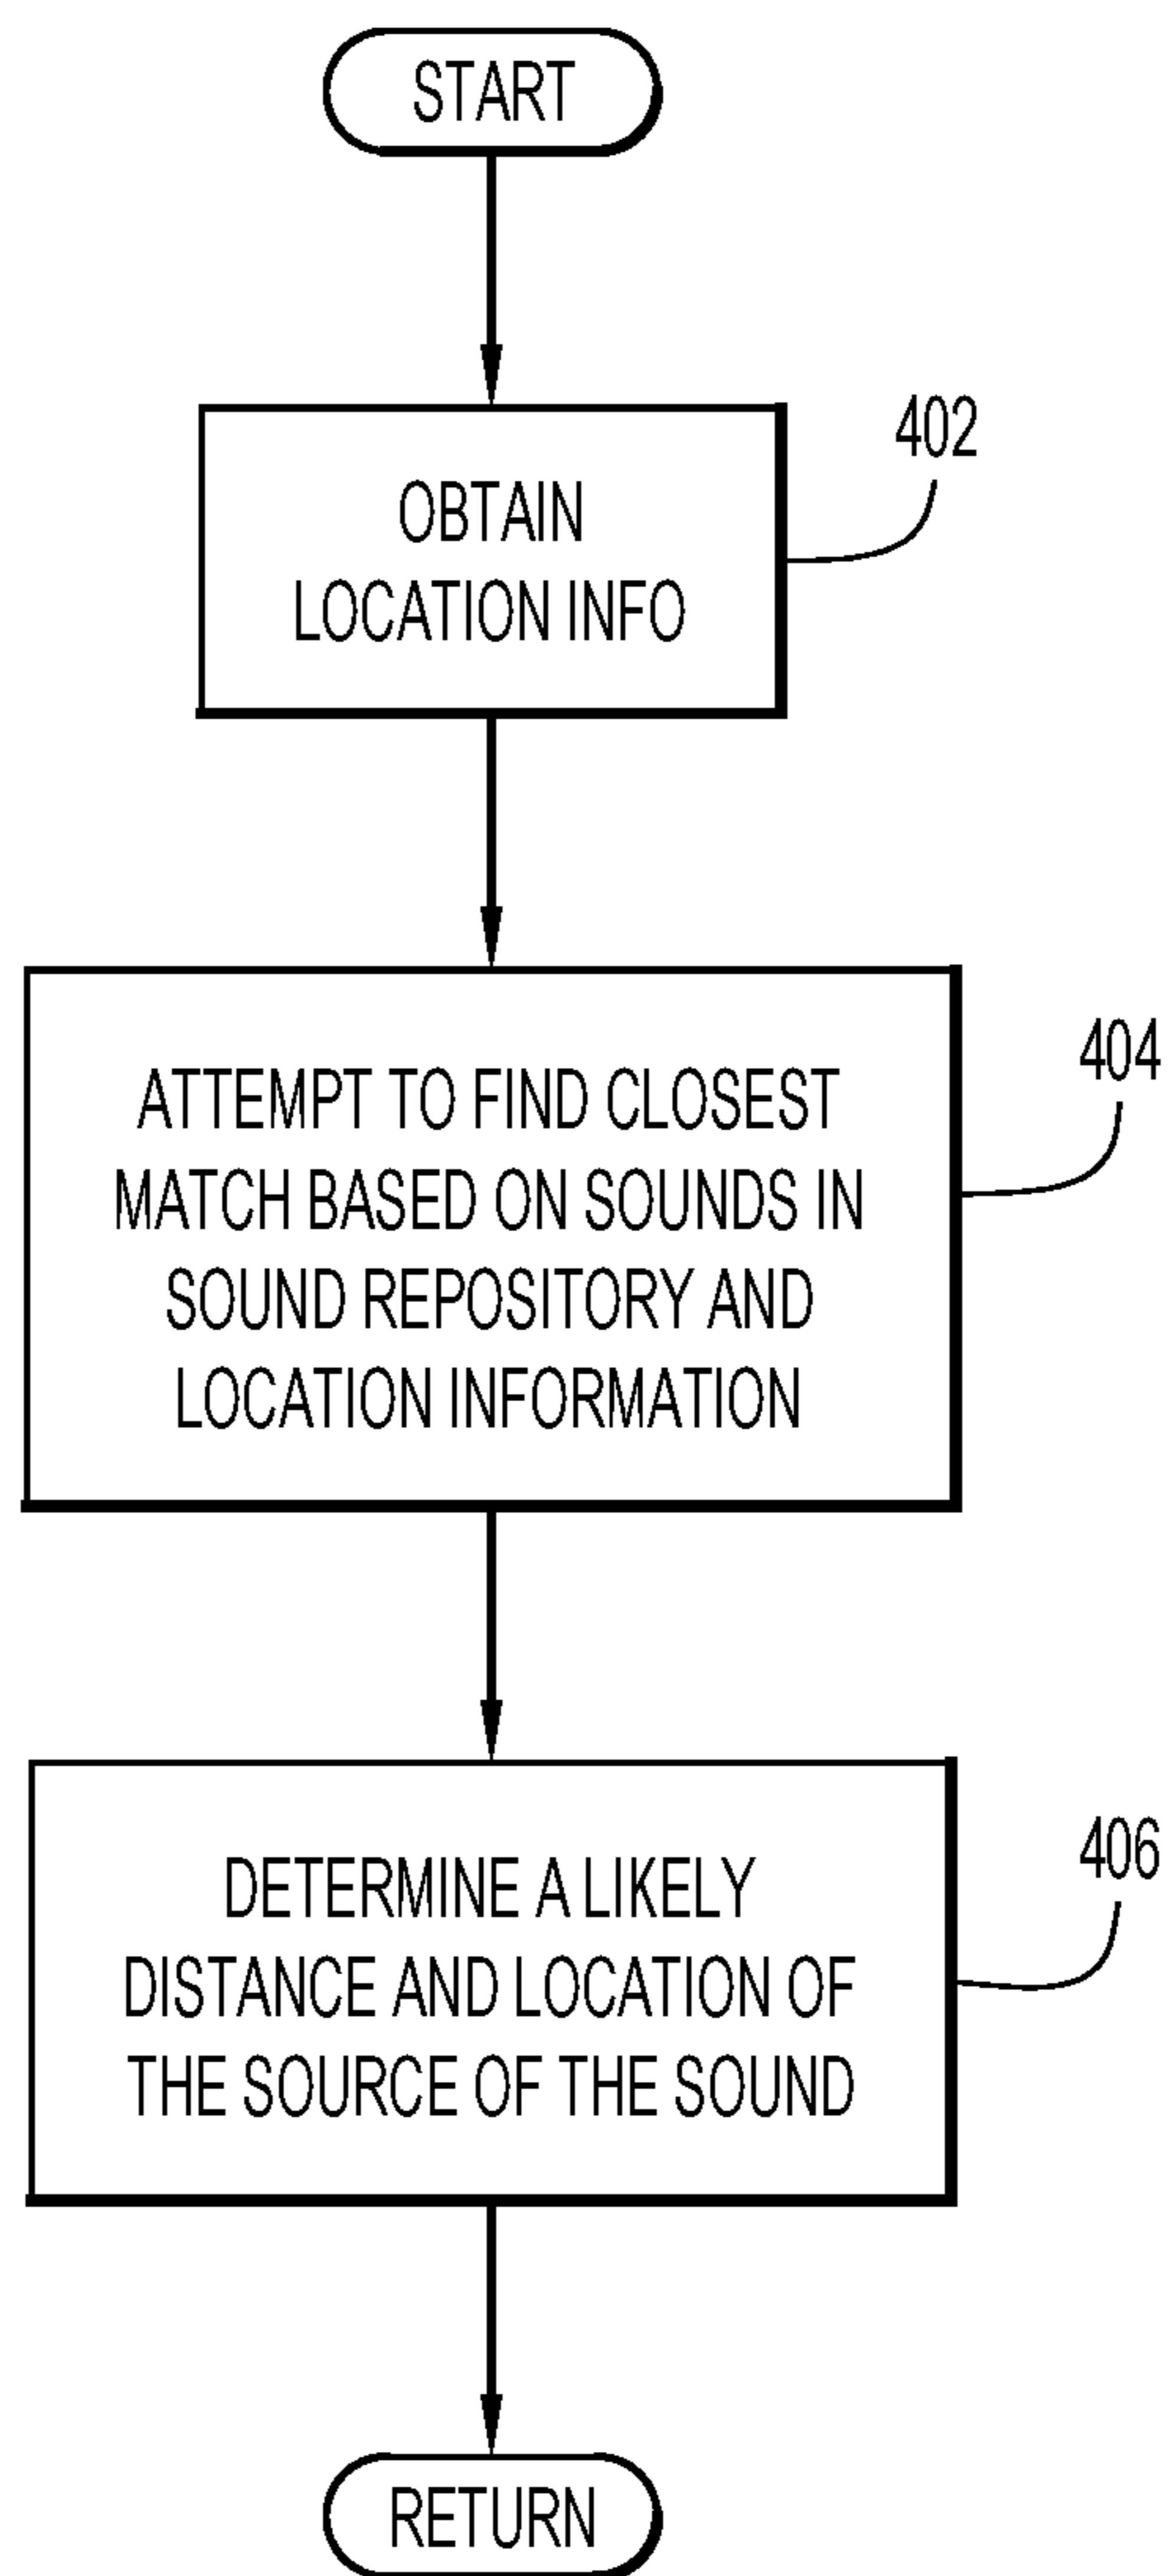 START
402
OBTAIN
LOCATION INFO
404
ATTEMPT TO FIND CLOSEST
MATCH BASED ON SOUNDS IN
SOUND REPOSITORY AND
LOCATION INFORMATION
406
DETERMINE A LIKELY
DISTANCE AND LOCATION OF
THE SOURCE OF THE SOUND
RETURN